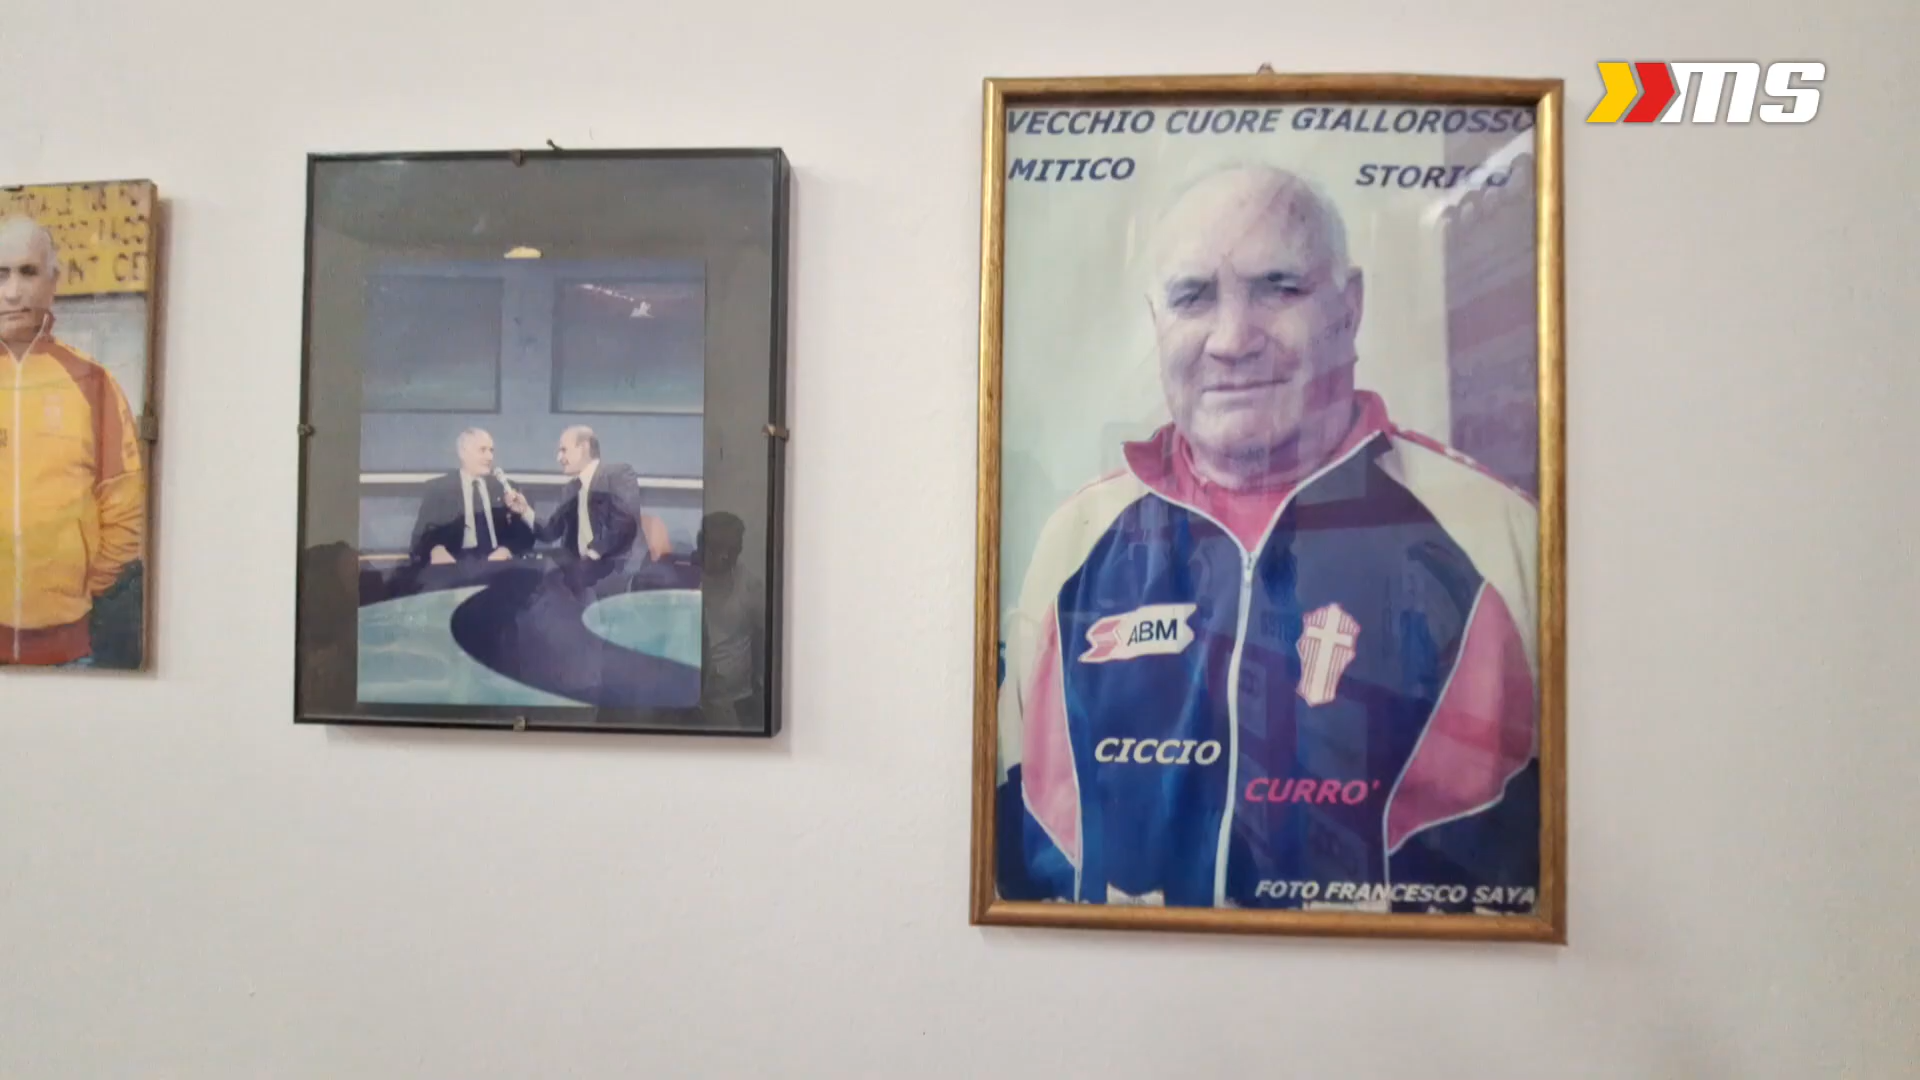 MS
VECCHIO CUORE GIALLOROSSO
MITICO STORICO
ABM
CICCIO
CURRO'
FOTO FRANCESCO SAYA